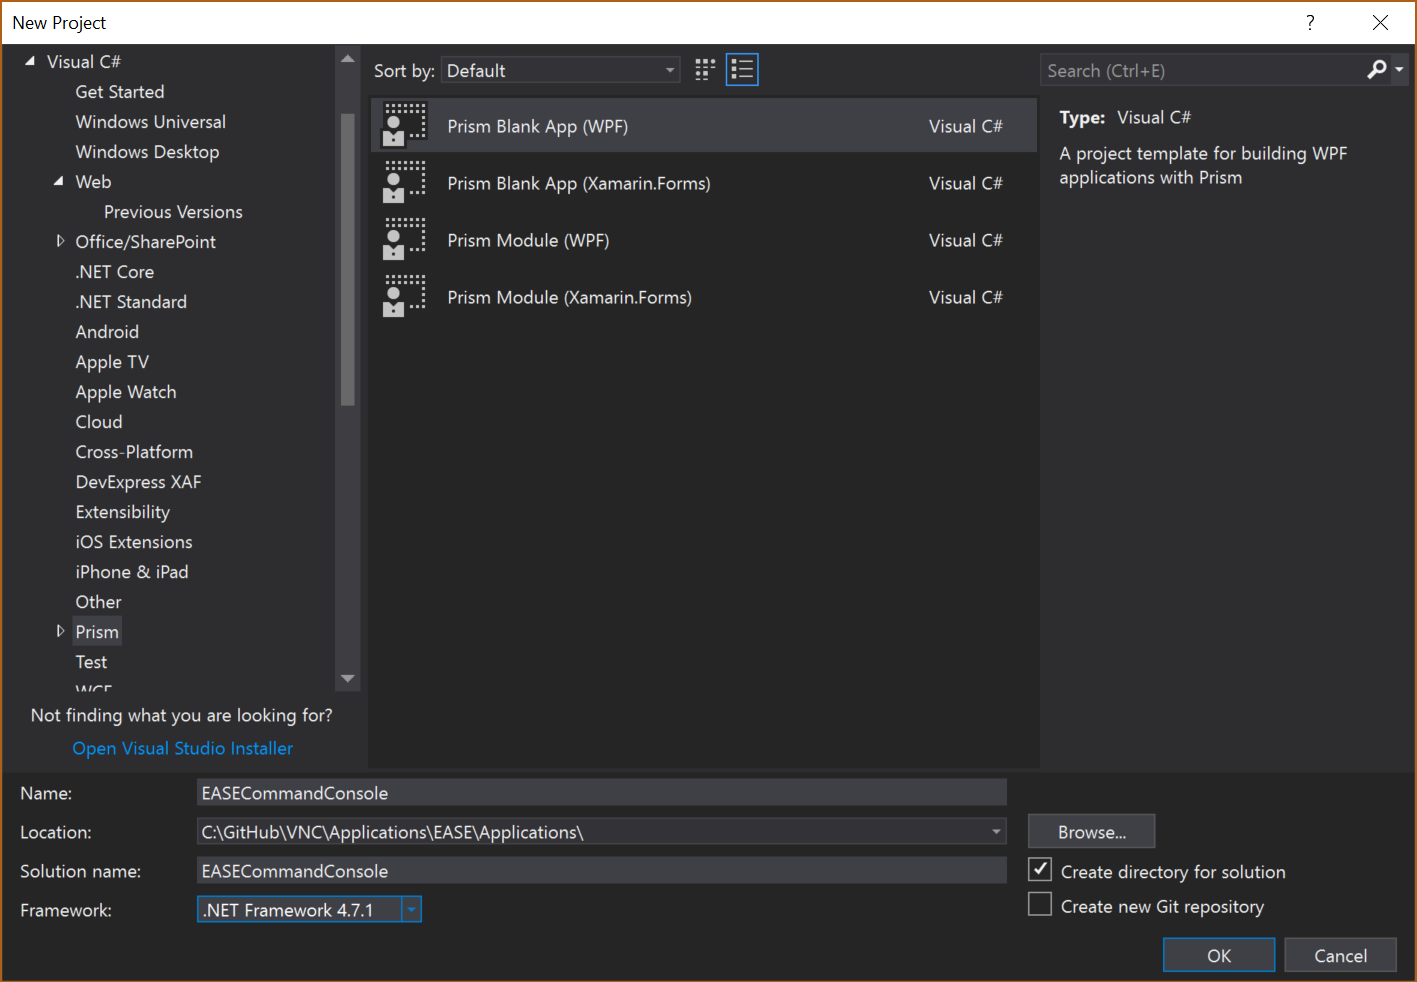 New Project
?
Visual C#
Get Started
Windows Universal
Windows Desktop
Web
Previous Versions
Office/SharePoint
.NET Core
.NET Standard
Android
Apple TV
Apple Watch
Cloud
Cross-Platform
DevExpress XAF
Extensibility
iOS Extensions
iPhone & iPad
Other
Prism
Test
WCF
Not finding what you are looking for?
Open Visual Studio Installer
Sort by: Default
Prism Blank App (WPF) Visual C#
Prism Blank App (Xamarin.Forms) Visual C#
Prism Module (WPF) Visual C#
Prism Module (Xamarin.Forms) Visual C#
Search (Ctrl+E)
Type: Visual C#
A project template for building WPF
applications with Prism
Name: EASECommandConsole
Location: C:\GitHub\VNC\Applications\EASE\Applications\
Browse...
Solution name: EASECommandConsole
Create directory for solution
Framework: .NET Framework 4.7.1
Create new Git repository
OK Cancel